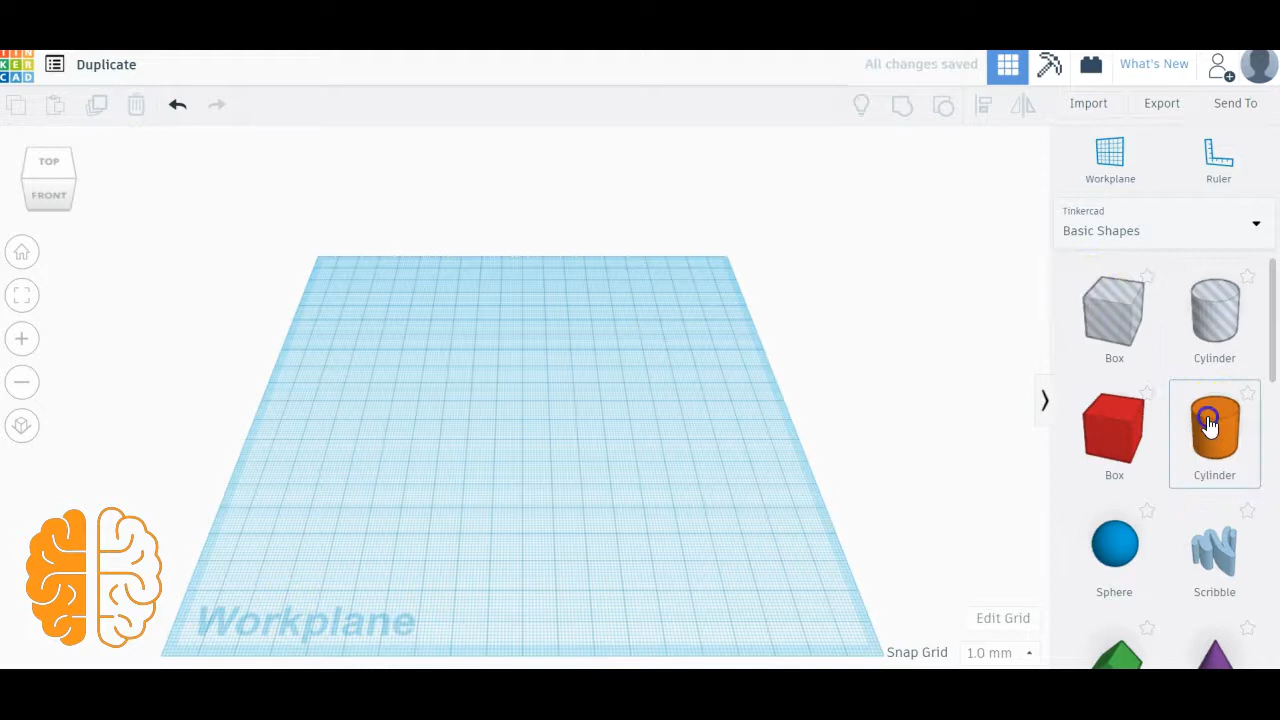 TIN
KER
CAD
Duplicate
All changes saved
What's New
Import
Export
Send To
TOP
FRONT
Workplane
Ruler
Tinkercad
Basic Shapes
Box
Cylinder
Box
Cylinder
Sphere
Scribble
Workplane
Edit Grid
Snap Grid
1.0 mm